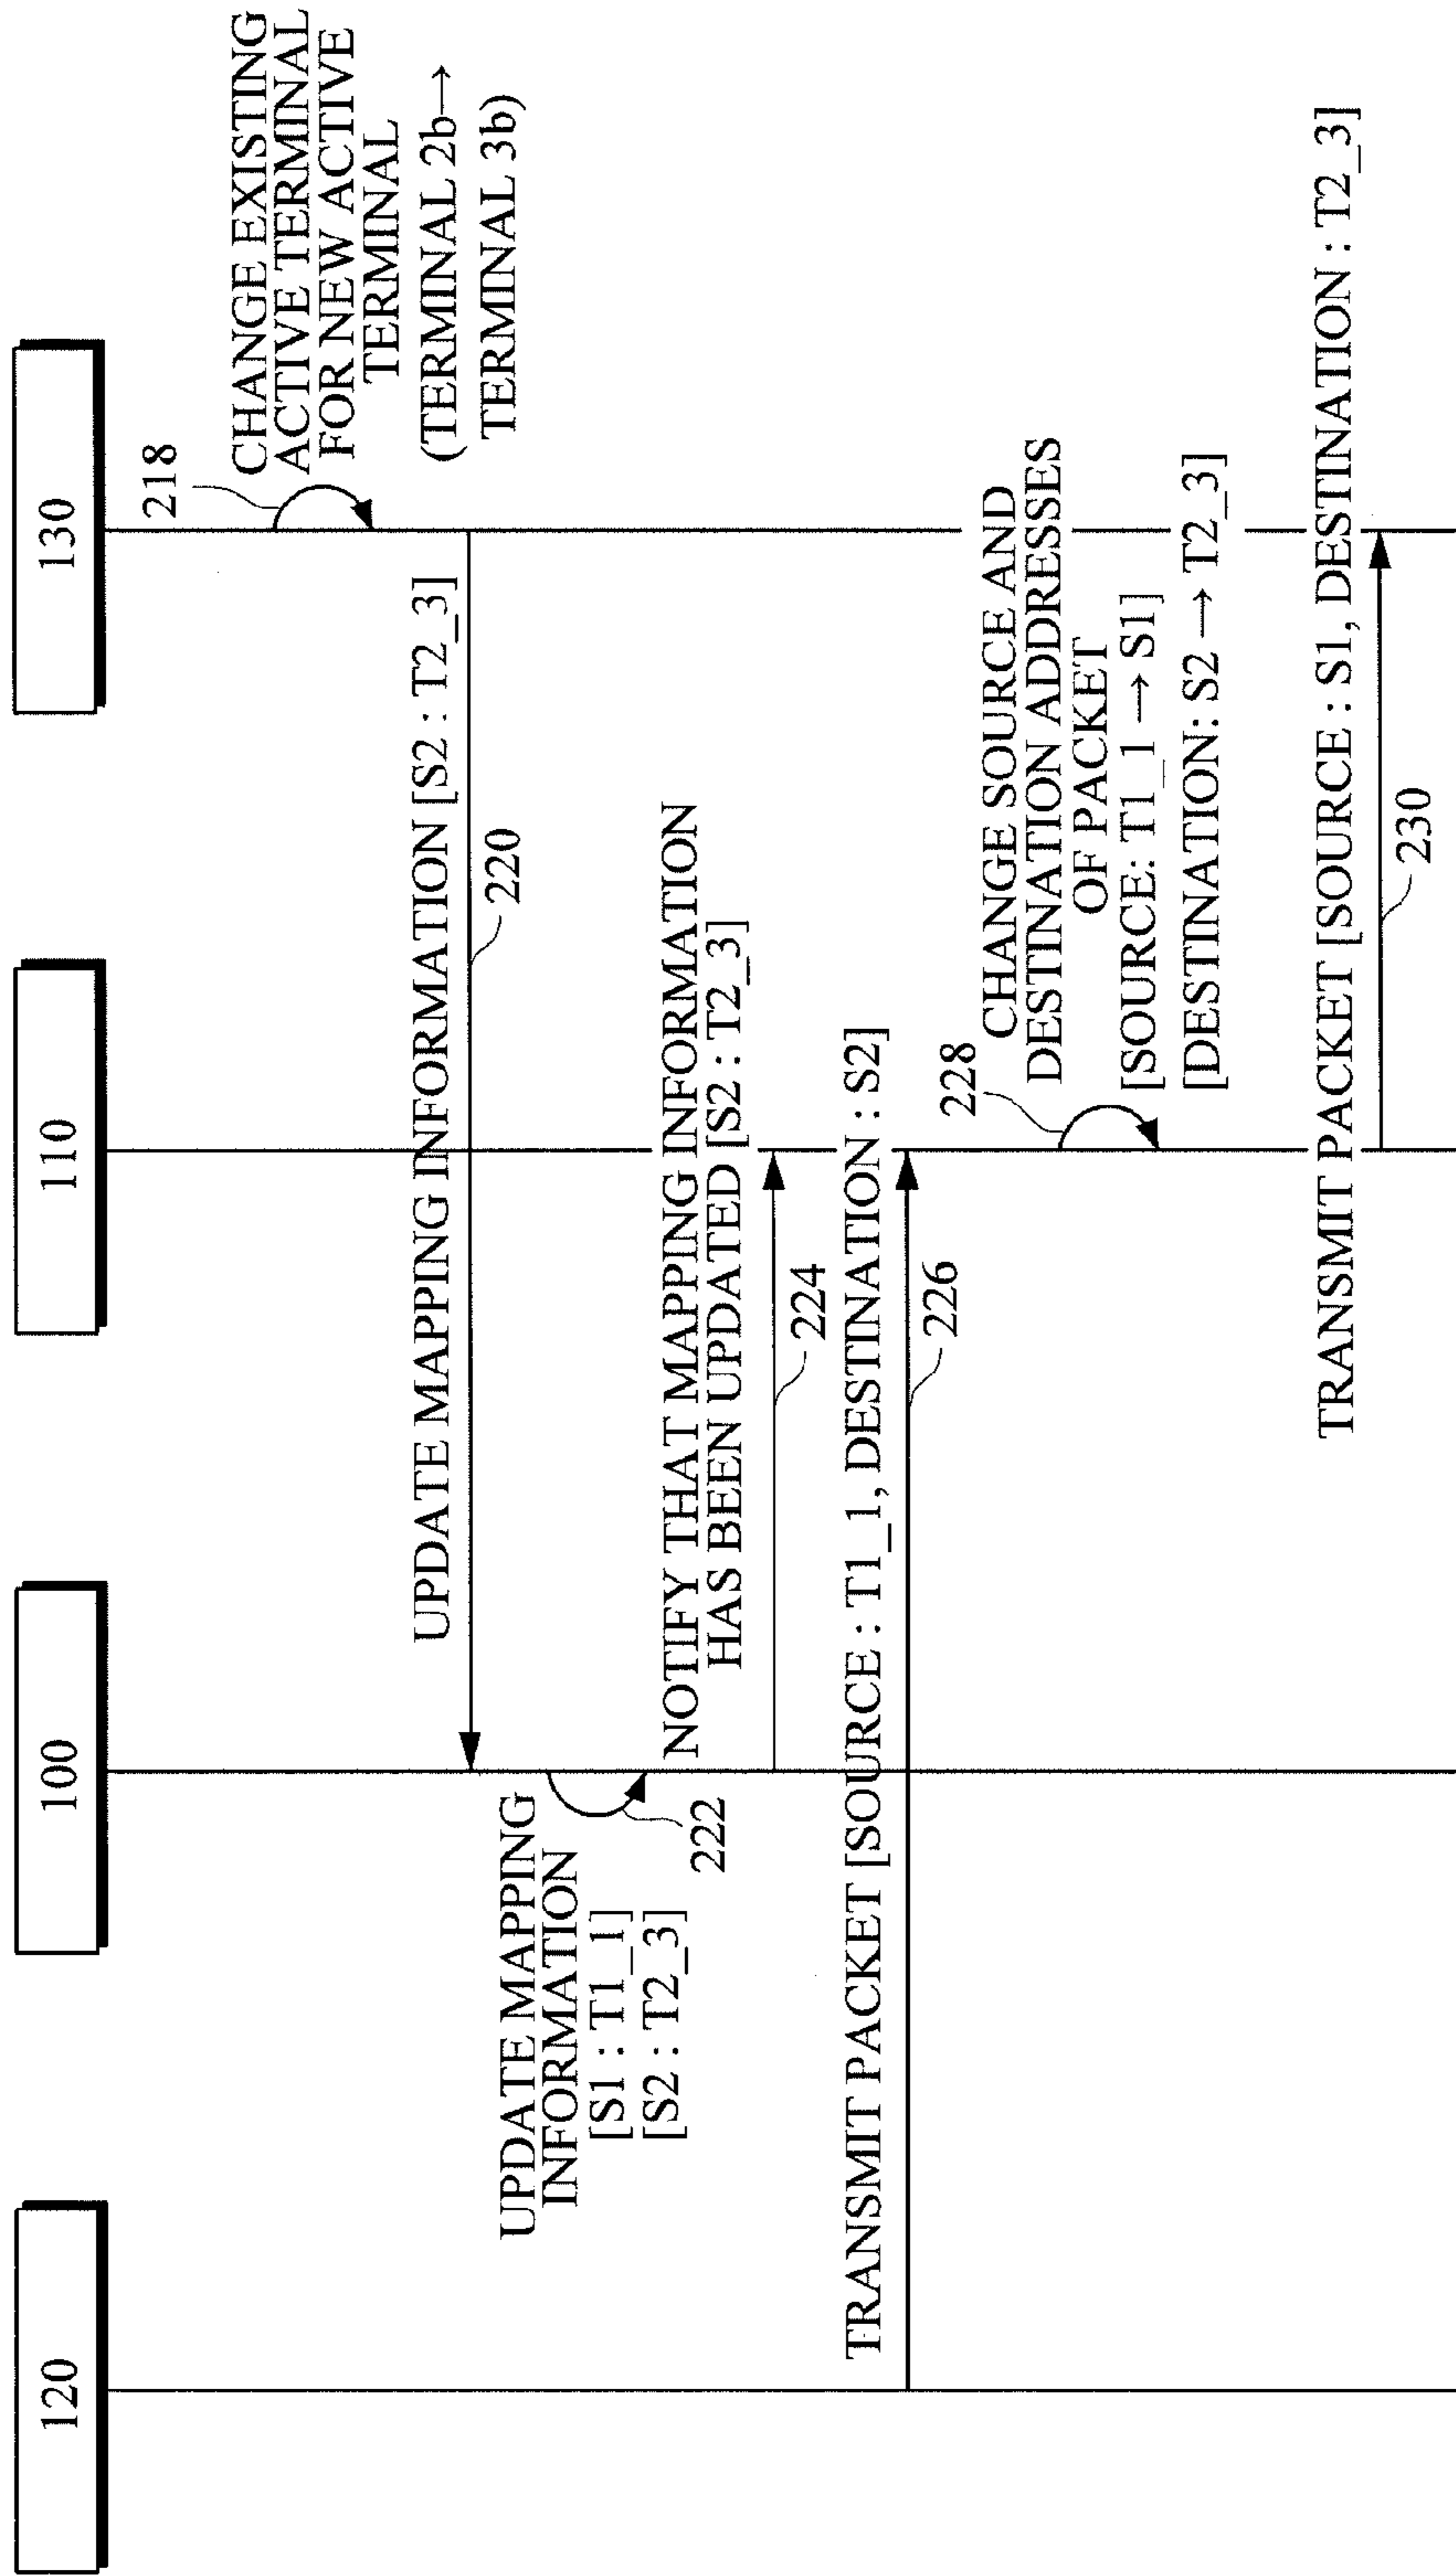 120
100
110
130
218
CHANGE EXISTING
ACTIVE TERMINAL
FOR NEW ACTIVE
TERMINAL
(TERMINAL 2b→
TERMINAL 3b)
UPDATE MAPPING INFORMATION [S2 : T2_3]
220
UPDATE MAPPING
INFORMATION
[S1 : T1_1]
[S2 : T2_3]
222
NOTIFY THAT MAPPING INFORMATION
HAS BEEN UPDATED [S2 : T2_3]
224
TRANSMIT PACKET [SOURCE : T1_1, DESTINATION : S2]
226
228
CHANGE SOURCE AND
DESTINATION ADDRESSES
OF PACKET
[SOURCE: T1_1 → S1]
[DESTINATION: S2 → T2_3]
TRANSMIT PACKET [SOURCE : S1, DESTINATION : T2_3]
230